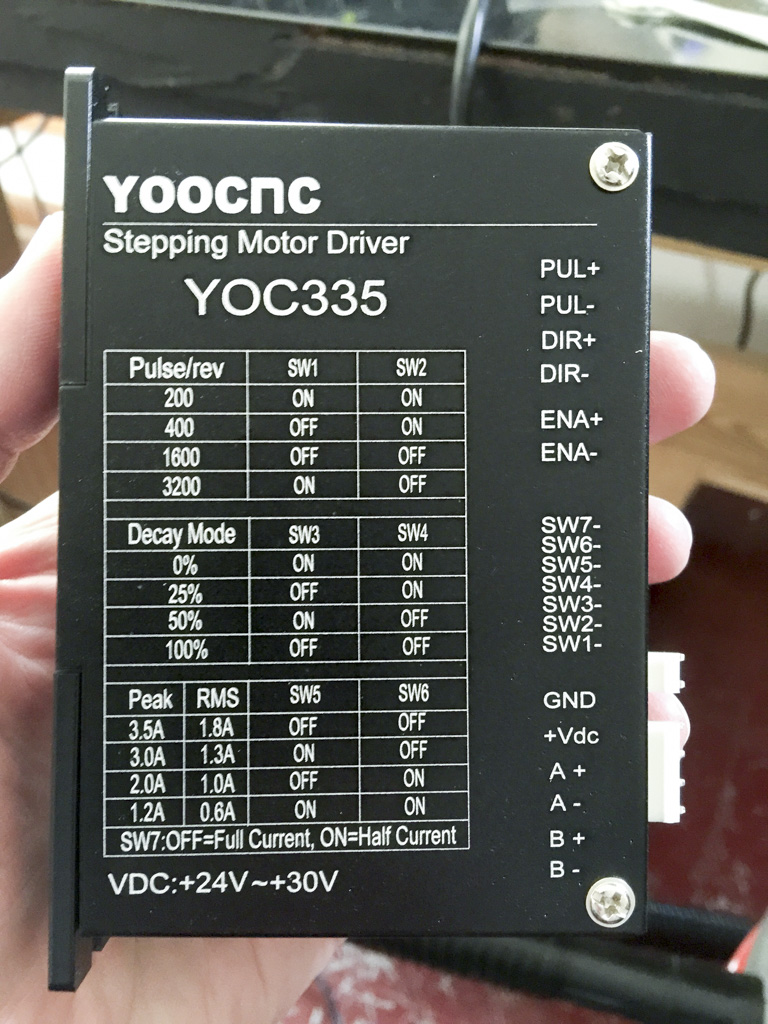 YOOCNC
Stepping Motor Driver
YOC335
Pulse/rev SW1 SW2
200 ON ON
400 OFF ON
1600 OFF OFF
3200 ON OFF
Decay Mode SW3 SW4
0% ON ON
25% OFF ON
50% ON OFF
100% OFF OFF
Peak RMS SW5 SW6
3.5A 1.8A OFF OFF
3.0A 1.3A ON OFF
2.0A 1.0A OFF ON
1.2A 0.6A ON ON
SW7:OFF=Full Current, ON=Half Current
VDC:+24V~+30V
PUL+
PUL-
DIR+
DIR-
ENA+
ENA-
SW7-
SW6-
SW5-
SW4-
SW3-
SW2-
SW1-
GND
+Vdc
A +
A -
B +
B -